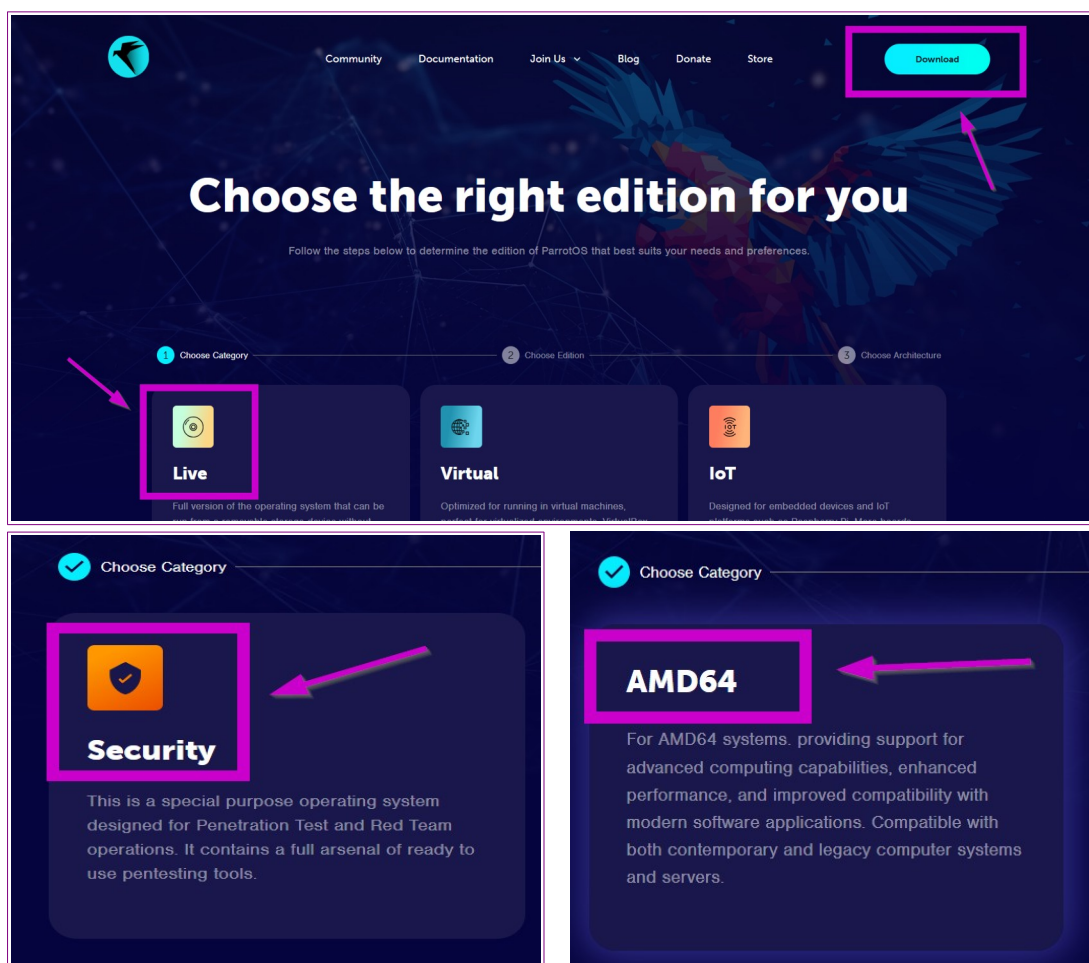 Community Documentation Join Us Blog Donate Store Download
Choose the right edition for you
Follow the steps below to determine the edition of ParrotOS that best suits your needs and preferences.
1 Choose Category 2 Choose Edition 3 Choose Architecture
Live
Full version of the operating system that can be
Virtual
Optimized for running in virtual machines,
IoT
Designed for embedded devices and IoT
Choose Category
Security
This is a special purpose operating system
designed for Penetration Test and Red Team
operations. It contains a full arsenal of ready to
use pentesting tools.
Choose Category
AMD64
For AMD64 systems. providing support for
advanced computing capabilities, enhanced
performance, and improved compatibility with
modern software applications. Compatible with
both contemporary and legacy computer systems
and servers.